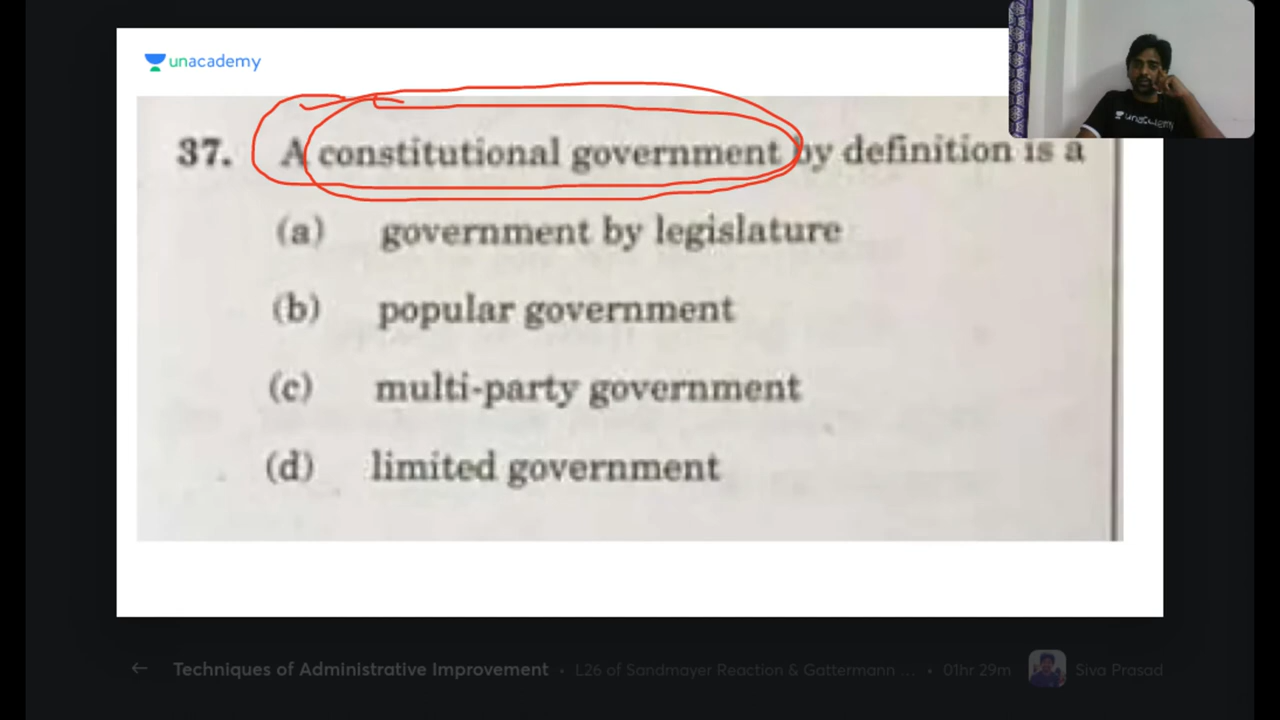 unacademy
37. A constitutional government by definition is a
(a) government by legislature
(b) popular government
(c) multi-party government
(d) limited government
unacademy
← Techniques of Administrative Improvement • L26 of Sandmayer Reaction & Gattermann ... • 01hr 29m Siva Prasad